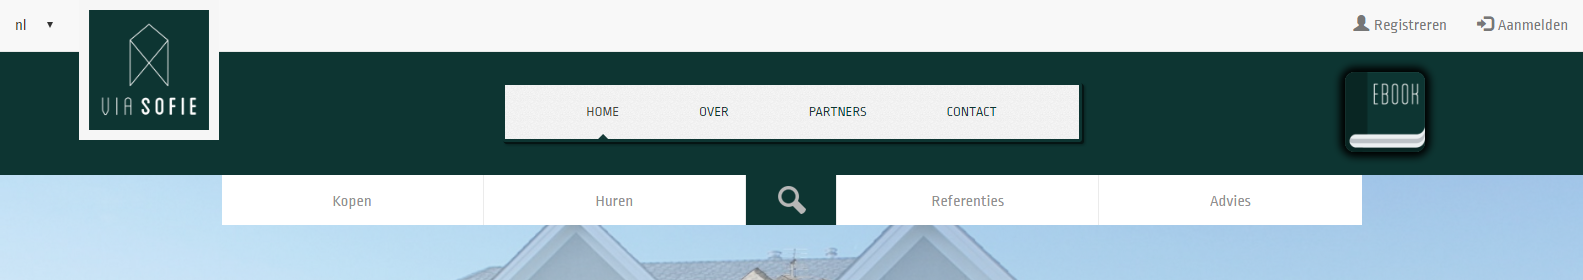 nl
Registreren
Aanmelden
VIA SOFIE
HOME
OVER
PARTNERS
CONTACT
EBOOK
Kopen
Huren
Referenties
Advies